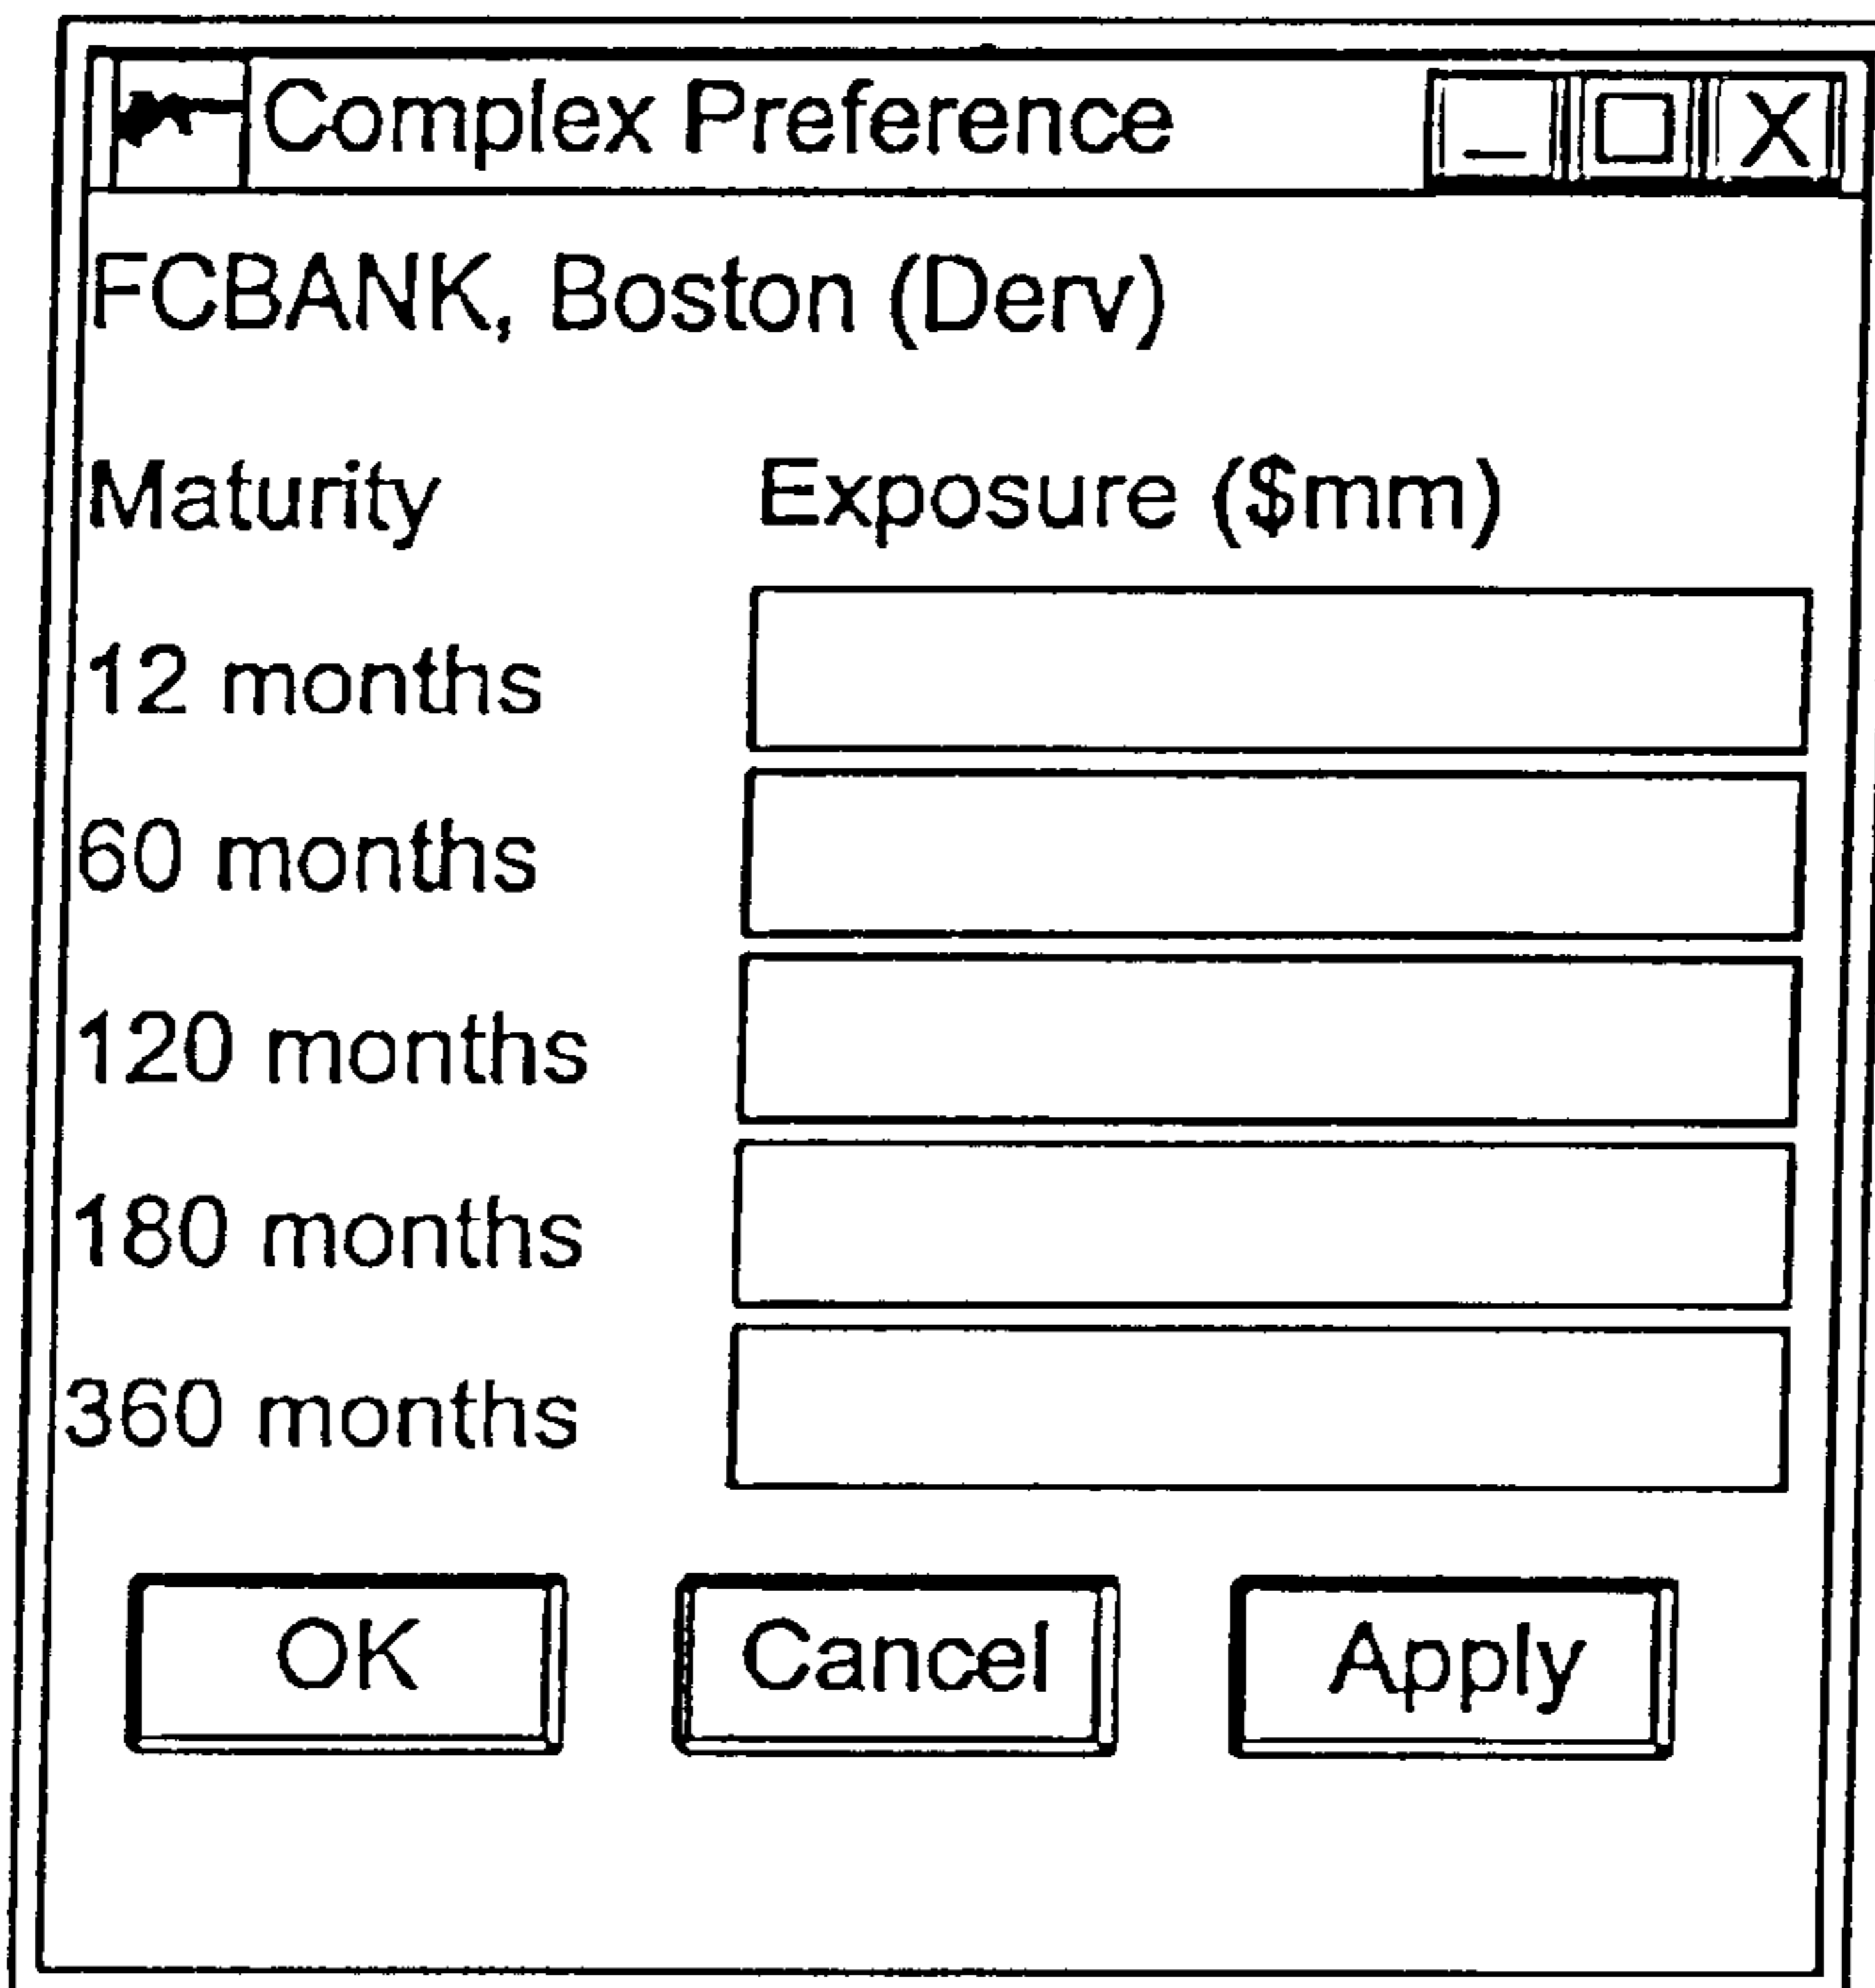 Complex Preference
FCBANK, Boston (Derv)
Maturity Exposure ($mm)
12 months
60 months
120 months
180 months
360 months
OK Cancel Apply